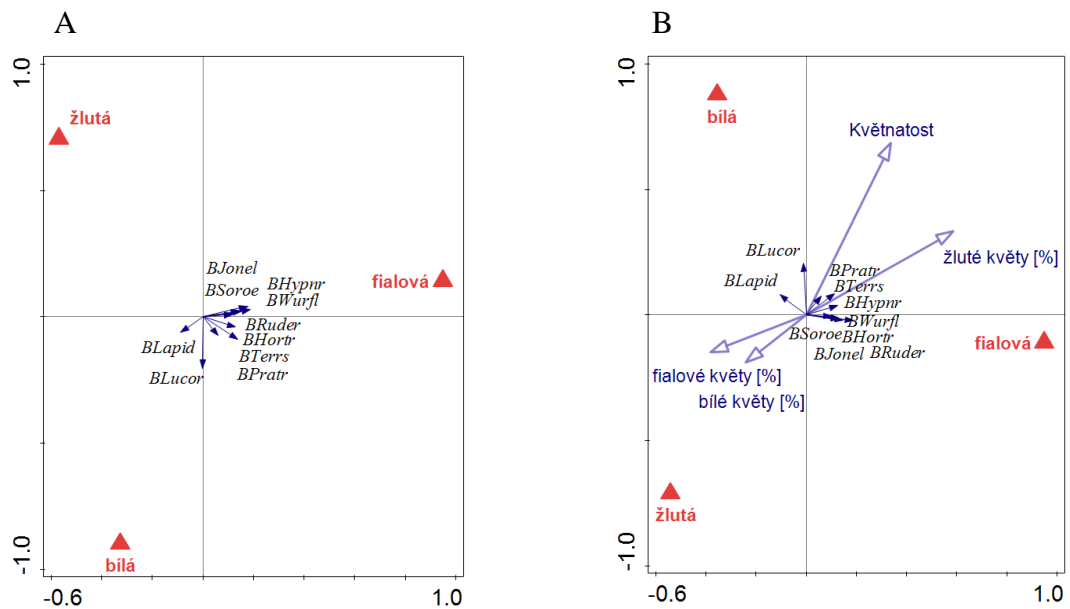 A
1.0
žlutá
BJonel
BSoroe
BHypnr
BWurfl
fialová
BRuder
BLapid
BHortr
BTerrs
BLucor
BPratr
bílá
-1.0
-0.6
1.0
B
1.0
bílá
Květnatost
BLucor
žluté květy [%]
BPratr
BLapid
BTerrs
BHypnr
BWurfl
BSoroe
BHortr
BJonel
BRuder
fialová
fialové květy [%]
bílé květy [%]
žlutá
-1.0
-0.6
1.0